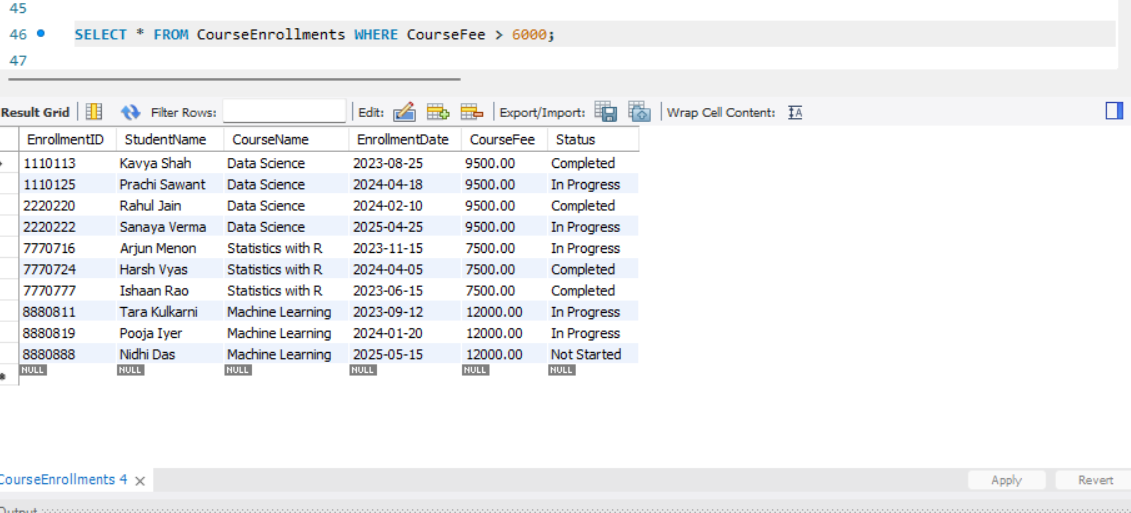 45
46 SELECT * FROM CourseEnrollments WHERE CourseFee > 6000;
47
Result Grid Filter Rows: Edit: Export/Import: Wrap Cell Content: IA
EnrollmentID StudentName CourseName EnrollmentDate CourseFee Status
1110113 Kavya Shah Data Science 2023-08-25 9500.00 Completed
1110125 Prachi Sawant Data Science 2024-04-18 9500.00 In Progress
2220220 Rahul Jain Data Science 2024-02-10 9500.00 Completed
2220222 Sanaya Verma Data Science 2025-04-25 9500.00 In Progress
7770716 Arjun Menon Statistics with R 2023-11-15 7500.00 In Progress
7770724 Harsh Vyas Statistics with R 2024-04-05 7500.00 Completed
7770777 Ishaan Rao Statistics with R 2023-06-15 7500.00 Completed
8880811 Tara Kulkarni Machine Learning 2023-09-12 12000.00 In Progress
8880819 Pooja Iyer Machine Learning 2024-01-20 12000.00 In Progress
8880888 Nidhi Das Machine Learning 2025-05-15 12000.00 Not Started
* NULL NULL NULL NULL NULL NULL
CourseEnrollments 4 × Apply Revert
Output